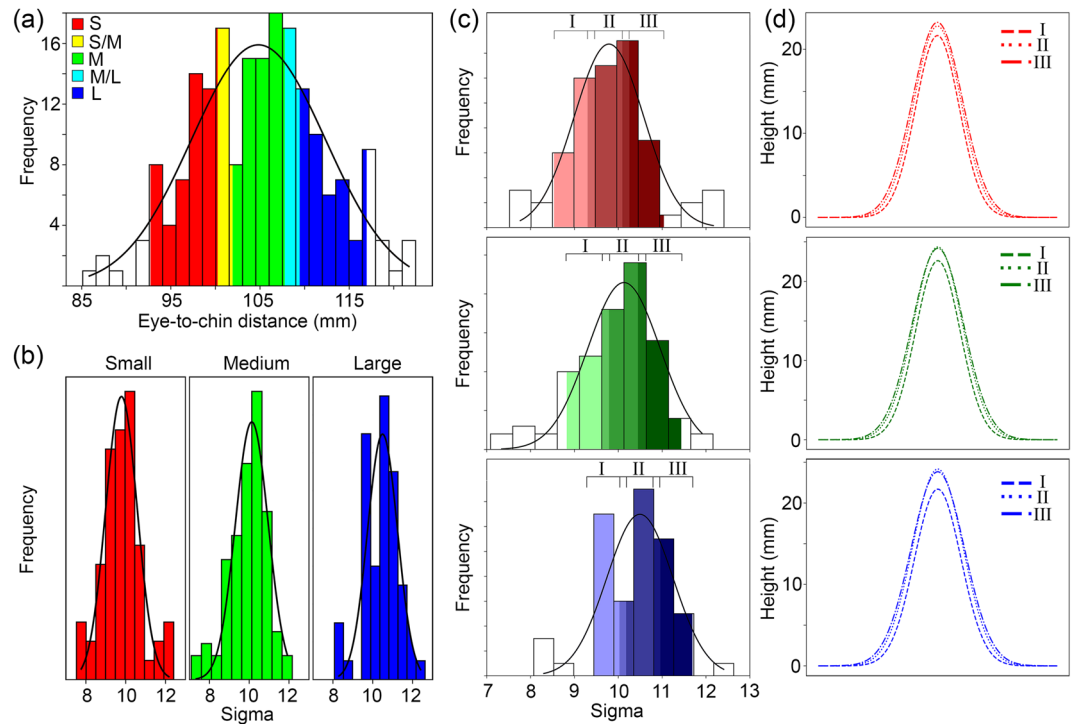 (a)
S
S/M
M
M/L
L
16
12
8
4
Frequency
85 95 105 115
Eye-to-chin distance (mm)
(b)
Small Medium Large
Frequency
8 10 12 8 10 12 8 10 12
Sigma
(c)
I II III
Frequency
I II III
Frequency
I II III
Frequency
7 8 9 10 11 12 13
Sigma
(d)
I
II
III
Height (mm)
20
10
0
I
II
III
Height (mm)
20
10
0
I
II
III
Height (mm)
20
10
0